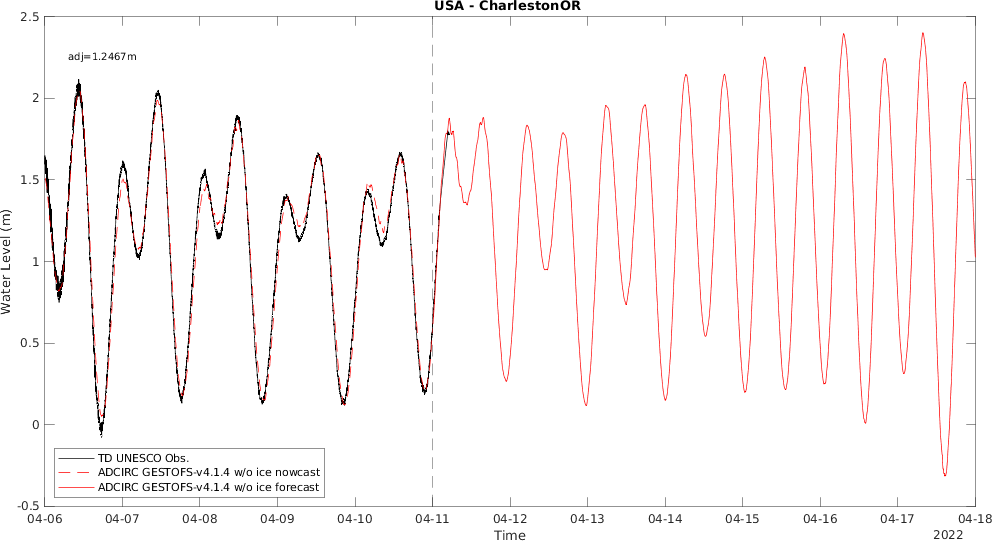 USA - CharlestonOR
2.5
adj=1.2467m
2
1.5
1
0.5
0
-0.5
Water Level (m)
TD UNESCO Obs.
ADCIRC GESTOFS-v4.1.4 w/o ice nowcast
ADCIRC GESTOFS-v4.1.4 w/o ice forecast
04-06 04-07 04-08 04-09 04-10 04-11 04-12 04-13 04-14 04-15 04-16 04-17 04-18
Time
2022